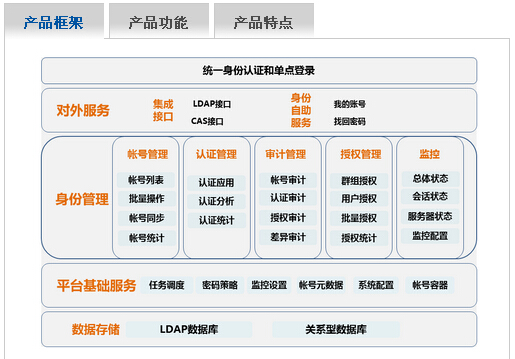 产品框架 产品功能 产品特点
统一身份认证和单点登录
对外服务
集成接口
LDAP接口
CAS接口
身份自助服务
我的账号
找回密码
身份管理
帐号管理
帐号列表
批量操作
帐号同步
帐号统计
认证管理
认证应用
认证分析
认证统计
审计管理
帐号审计
认证审计
授权审计
差异审计
授权管理
群组授权
用户授权
批量授权
授权统计
监控
总体状态
会话状态
服务器状态
监控配置
平台基础服务 任务调度 密码策略 监控设置 帐号元数据 系统配置 帐号容器
数据存储 LDAP数据库 关系型数据库